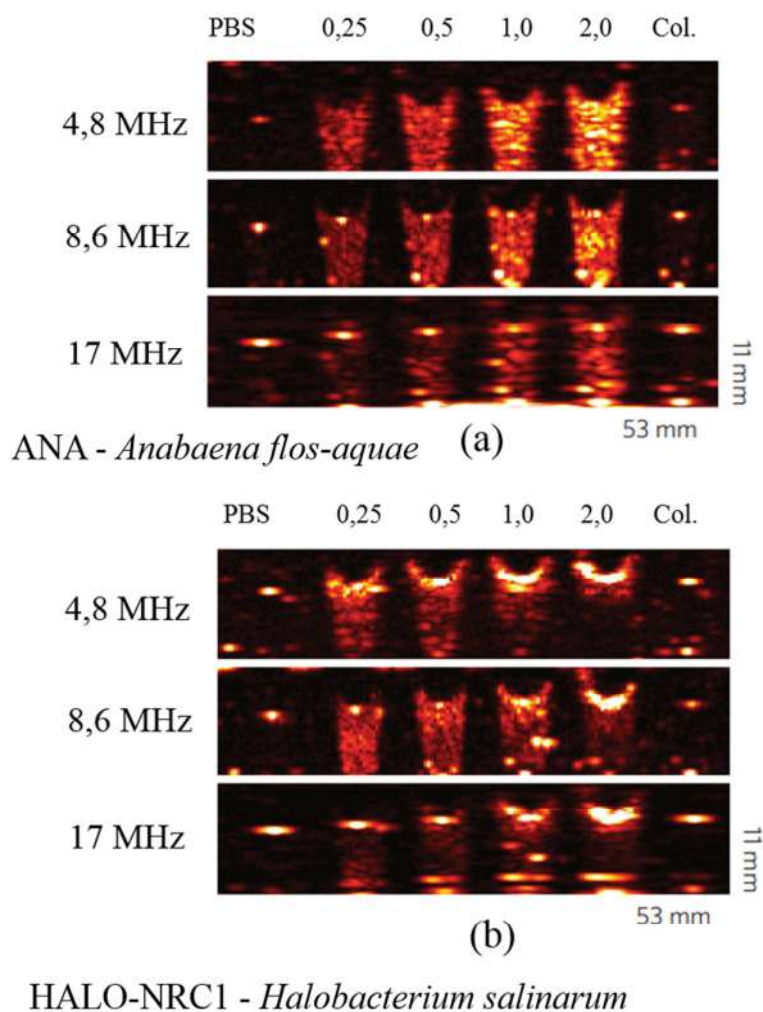 PBS 0,25 0,5 1,0 2,0 Col.
4,8 MHz
8,6 MHz
17 MHz
11 mm
53 mm
ANA - Anabaena flos-aquae (a)
PBS 0,25 0,5 1,0 2,0 Col.
4,8 MHz
8,6 MHz
17 MHz
11 mm
53 mm
(b)
HALO-NRC1 - Halobacterium salinarum